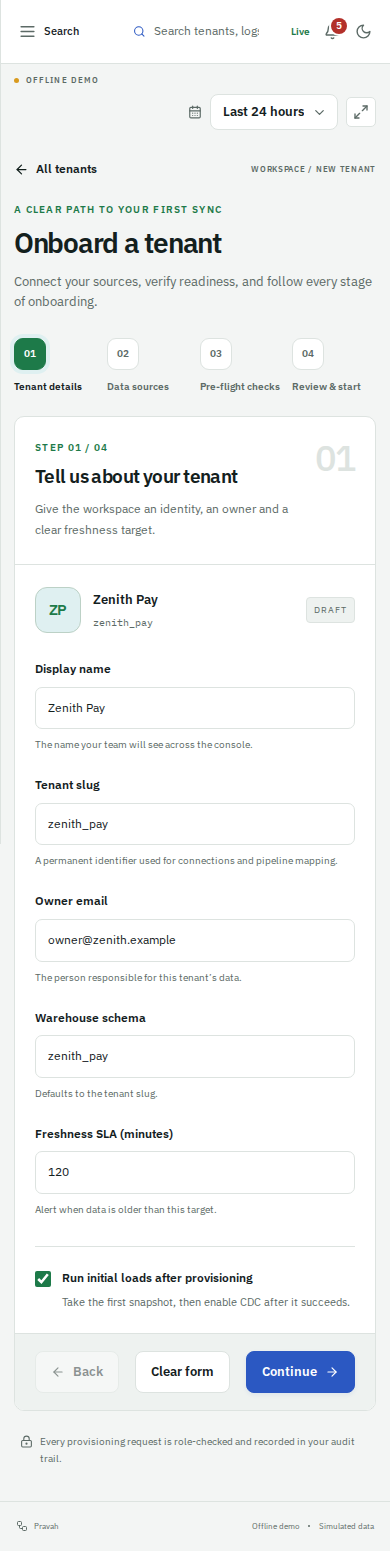 Search
Search tenants, log
Live
5
OFFLINE DEMO
Last 24 hours
All tenants
WORKSPACE / NEW TENANT
A CLEAR PATH TO YOUR FIRST SYNC
Onboard a tenant
Connect your sources, verify readiness, and follow every stage
of onboarding.
01
02
03
04
Tenant details
Data sources
Pre-flight checks
Review & start
STEP 01 / 04
01
Tell us about your tenant
Give the workspace an identity, an owner and a
clear freshness target.
ZP
Zenith Pay
zenith_pay
DRAFT
Display name
Zenith Pay
The name your team will see across the console.
Tenant slug
zenith_pay
A permanent identifier used for connections and pipeline mapping.
Owner email
owner@zenith.example
The person responsible for this tenant's data.
Warehouse schema
zenith_pay
Defaults to the tenant slug.
Freshness SLA (minutes)
120
Alert when data is older than this target.
Run initial loads after provisioning
Take the first snapshot, then enable CDC after it succeeds.
Back
Clear form
Continue
Every provisioning request is role-checked and recorded in your audit
trail.
Pravah
Offline demo • Simulated data